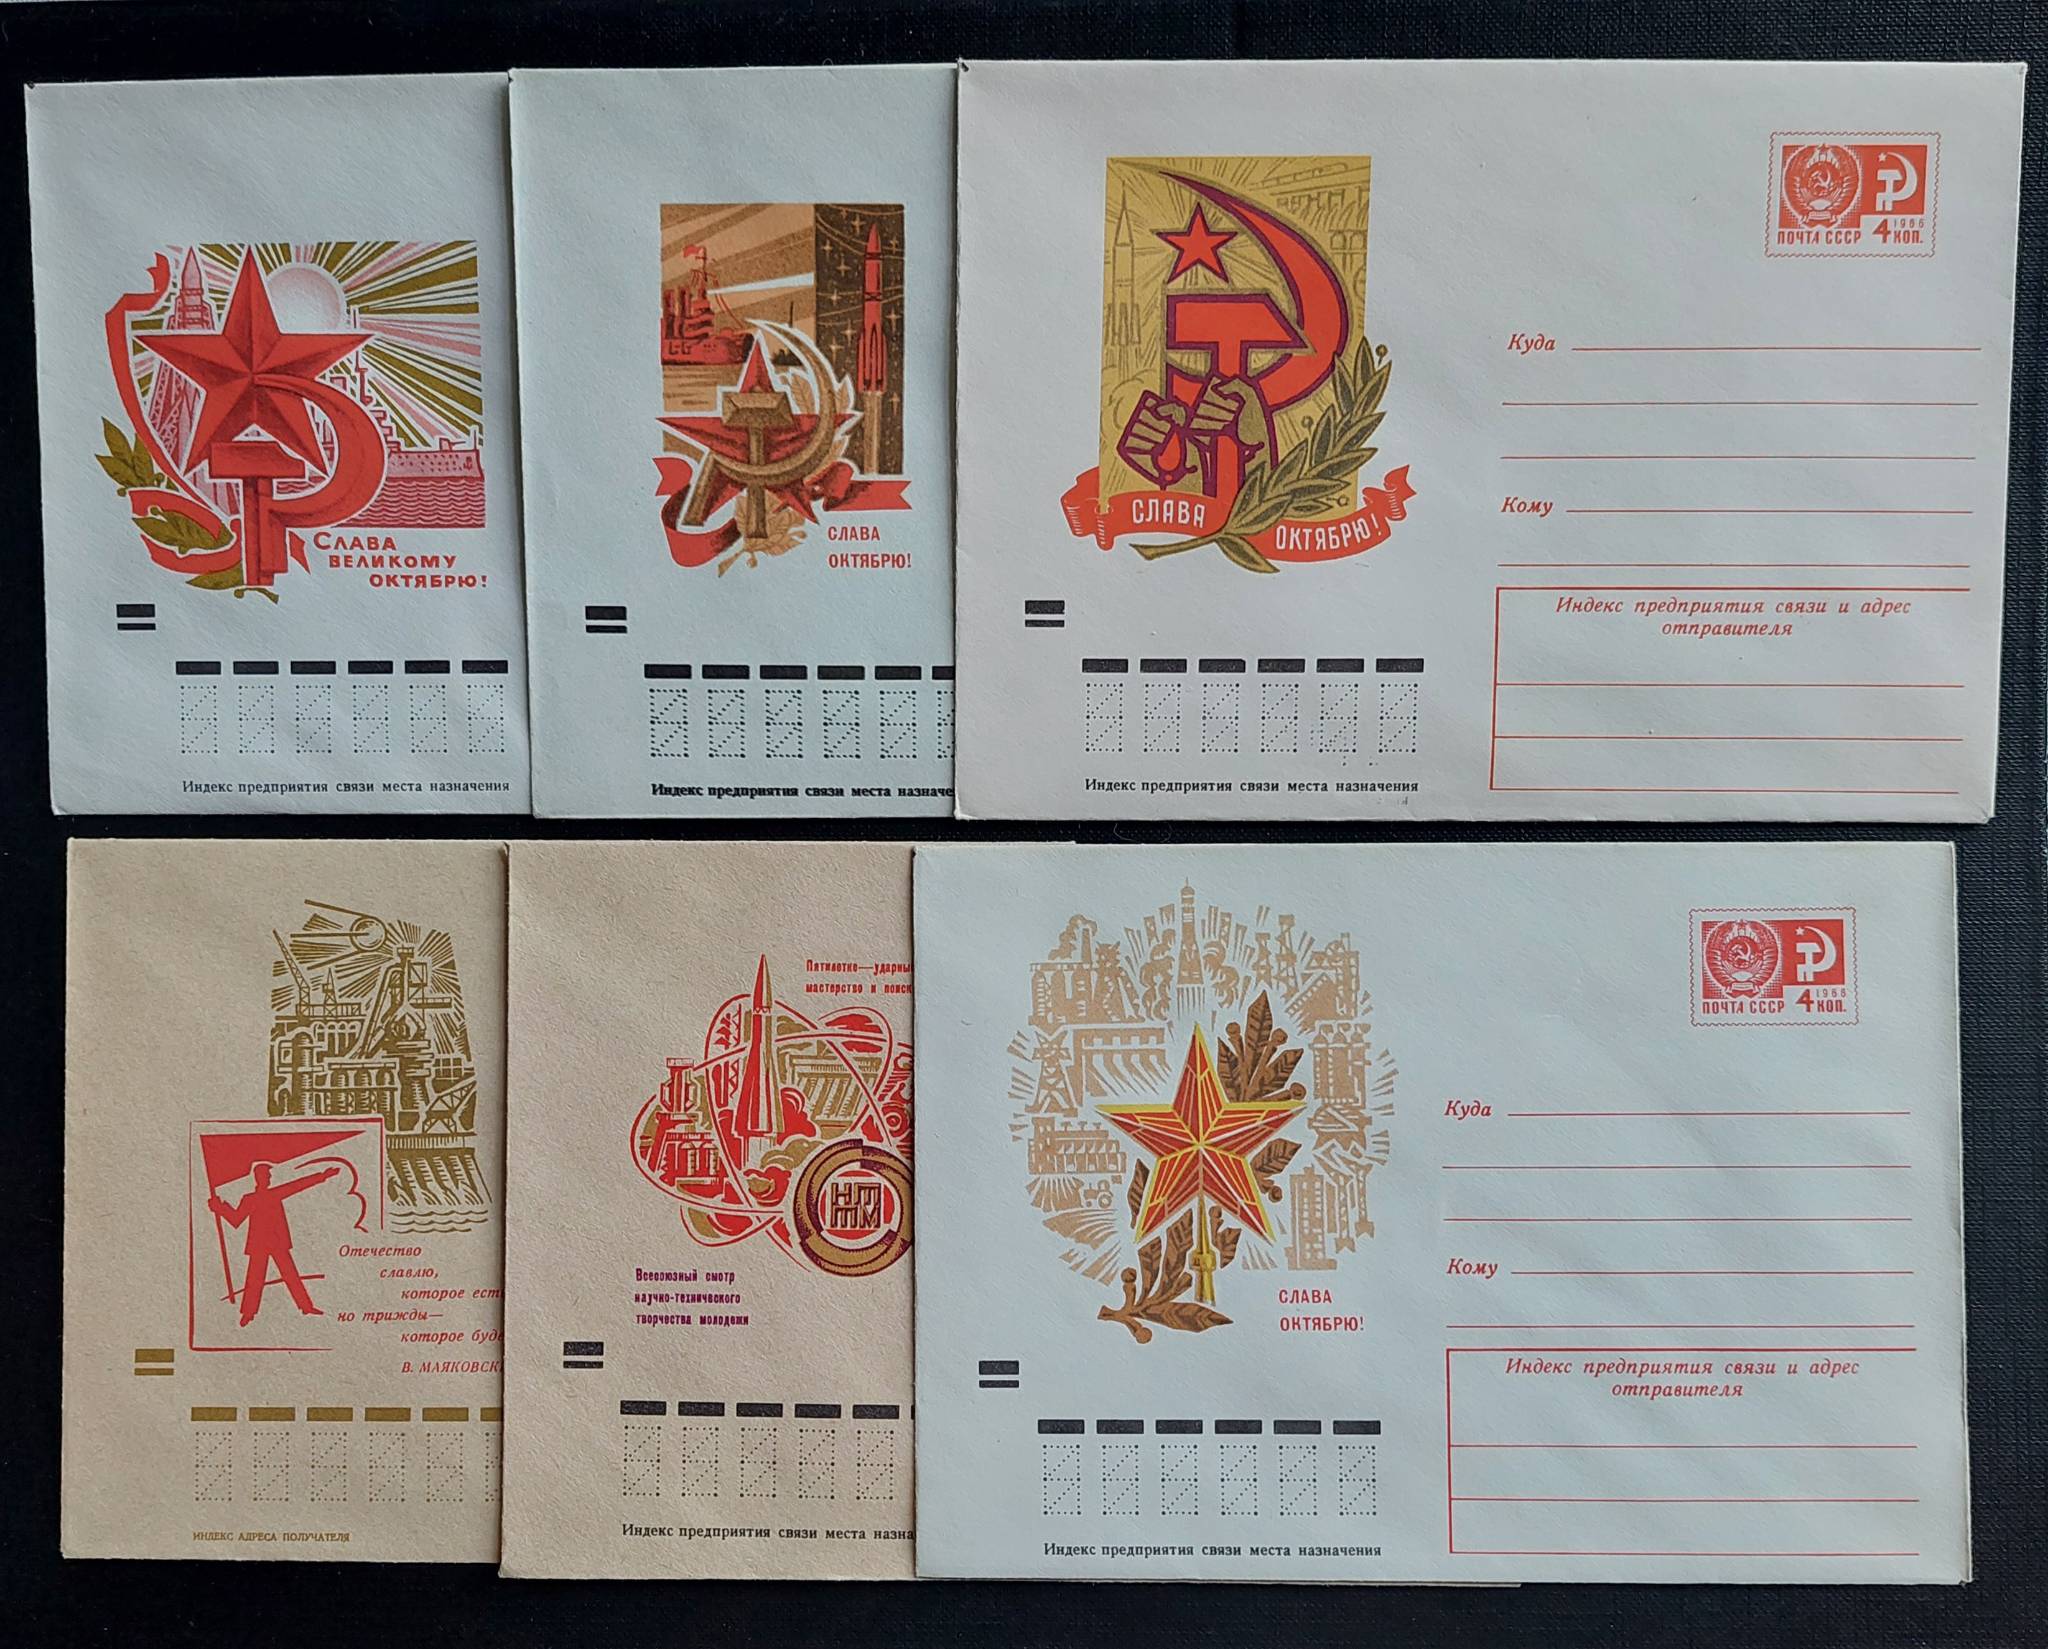 Слава
великому
октябрю!
Индекс предприятия связи места назначения
СЛАВА
ОКТЯБРЮ!
Индекс предприятия связи места назначе
СЛАВА
ОКТЯБРЮ!
ПОЧТА СССР 4 1966 КОП.
Куда
Кому
Индекс предприятия связи и адрес
отправителя
Индекс предприятия связи места назначения
Отечество
славлю,
которое ест
но трижды—
которое буде
В. МАЯКОВСК
ИНДЕКС АДРЕСА ПОЛУЧАТЕЛЯ
Пятилетке—ударны
мастерство и поиск
НТТМ
Всесоюзный смотр
научно-технического
творчества молодежи
Индекс предприятия связи места назна
СЛАВА
ОКТЯБРЮ!
ПОЧТА СССР 4 1966 КОП.
Куда
Кому
Индекс предприятия связи и адрес
отправителя
Индекс предприятия связи места назначения